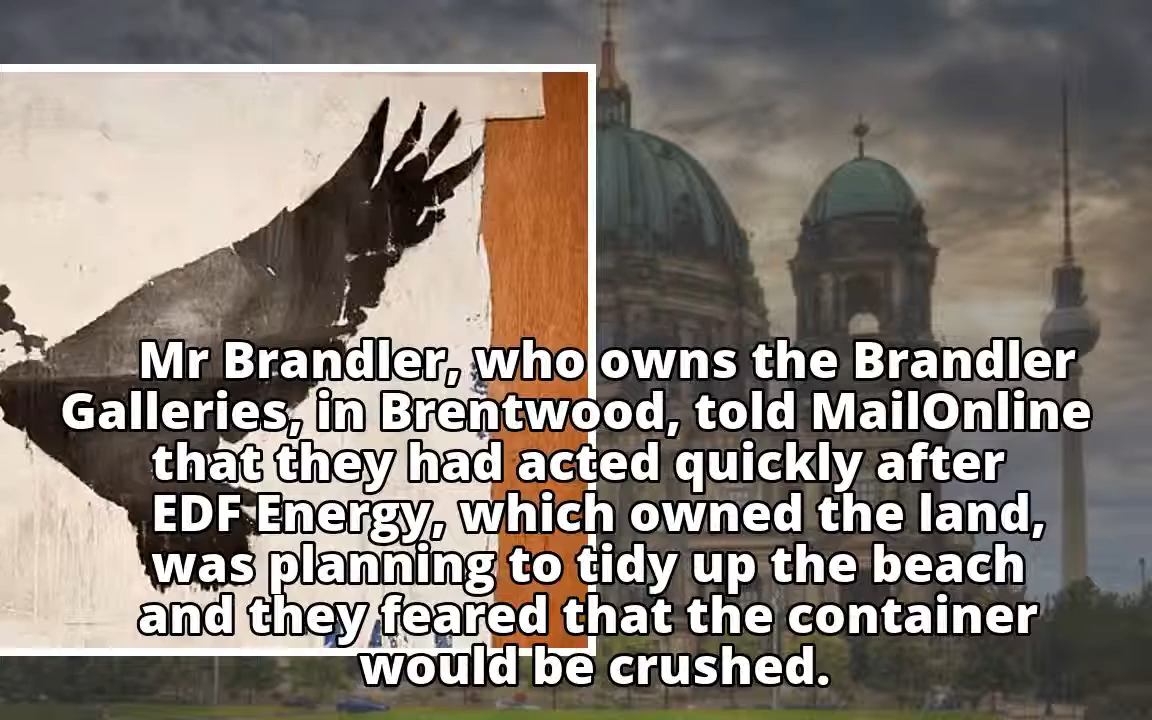 Mr Brandler, who owns the Brandler
Galleries, in Brentwood, told MailOnline
that they had acted quickly after
EDF Energy, which owned the land,
was planning to tidy up the beach
and they feared that the container
would be crushed.